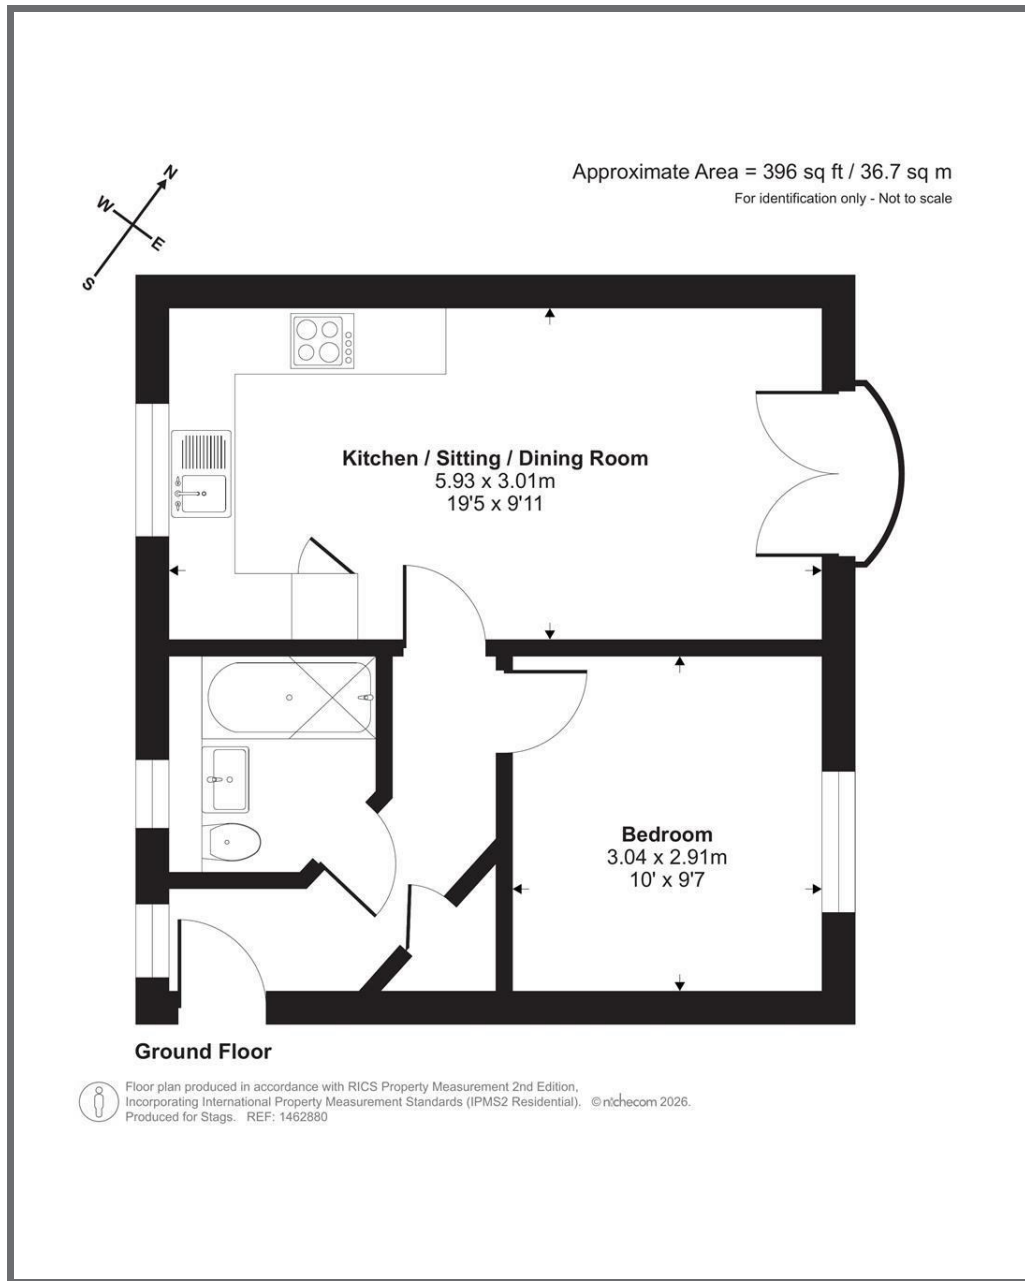 Approximate Area = 396 sq ft / 36.7 sq m
For identification only - Not to scale
N
W
E
S
Kitchen / Sitting / Dining Room
5.93 x 3.01m
19'5 x 9'11
Bedroom
3.04 x 2.91m
10' x 9'7
Ground Floor
Floor plan produced in accordance with RICS Property Measurement 2nd Edition,
Incorporating International Property Measurement Standards (IPMS2 Residential). © nichecom 2026.
Produced for Stags. REF: 1462880